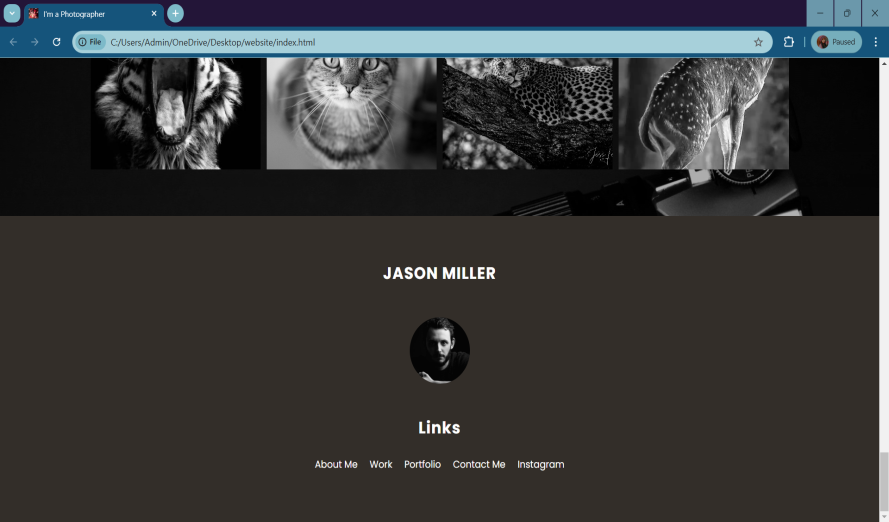 I'm a Photographer
File C:/Users/Admin/OneDrive/Desktop/website/index.html
Paused
JASON MILLER
Links
About Me Work Portfolio Contact Me Instagram